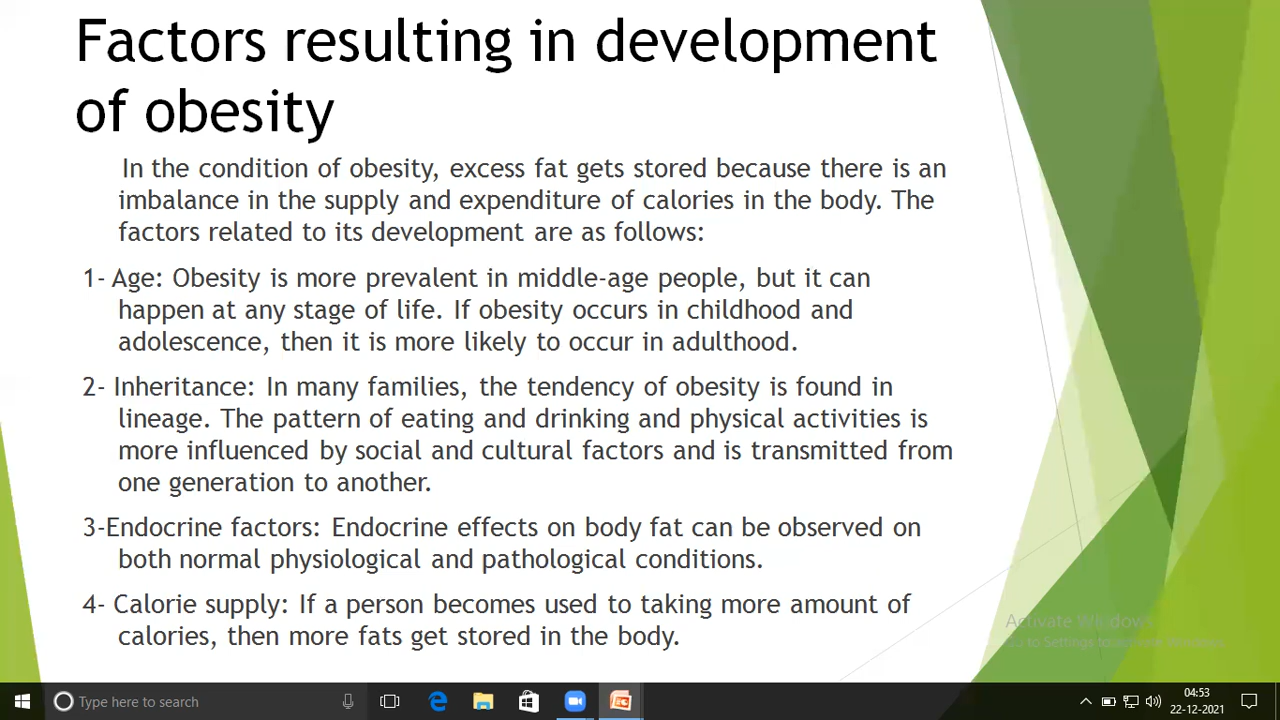 Factors resulting in development
of obesity
In the condition of obesity, excess fat gets stored because there is an
imbalance in the supply and expenditure of calories in the body. The
factors related to its development are as follows:
1- Age: Obesity is more prevalent in middle-age people, but it can
happen at any stage of life. If obesity occurs in childhood and
adolescence, then it is more likely to occur in adulthood.
2- Inheritance: In many families, the tendency of obesity is found in
lineage. The pattern of eating and drinking and physical activities is
more influenced by social and cultural factors and is transmitted from
one generation to another.
3-Endocrine factors: Endocrine effects on body fat can be observed on
both normal physiological and pathological conditions.
4- Calorie supply: If a person becomes used to taking more amount of
calories, then more fats get stored in the body.
Activate Windows
Go to Settings to activate Windows.
Type here to search
04:53
22-12-2021